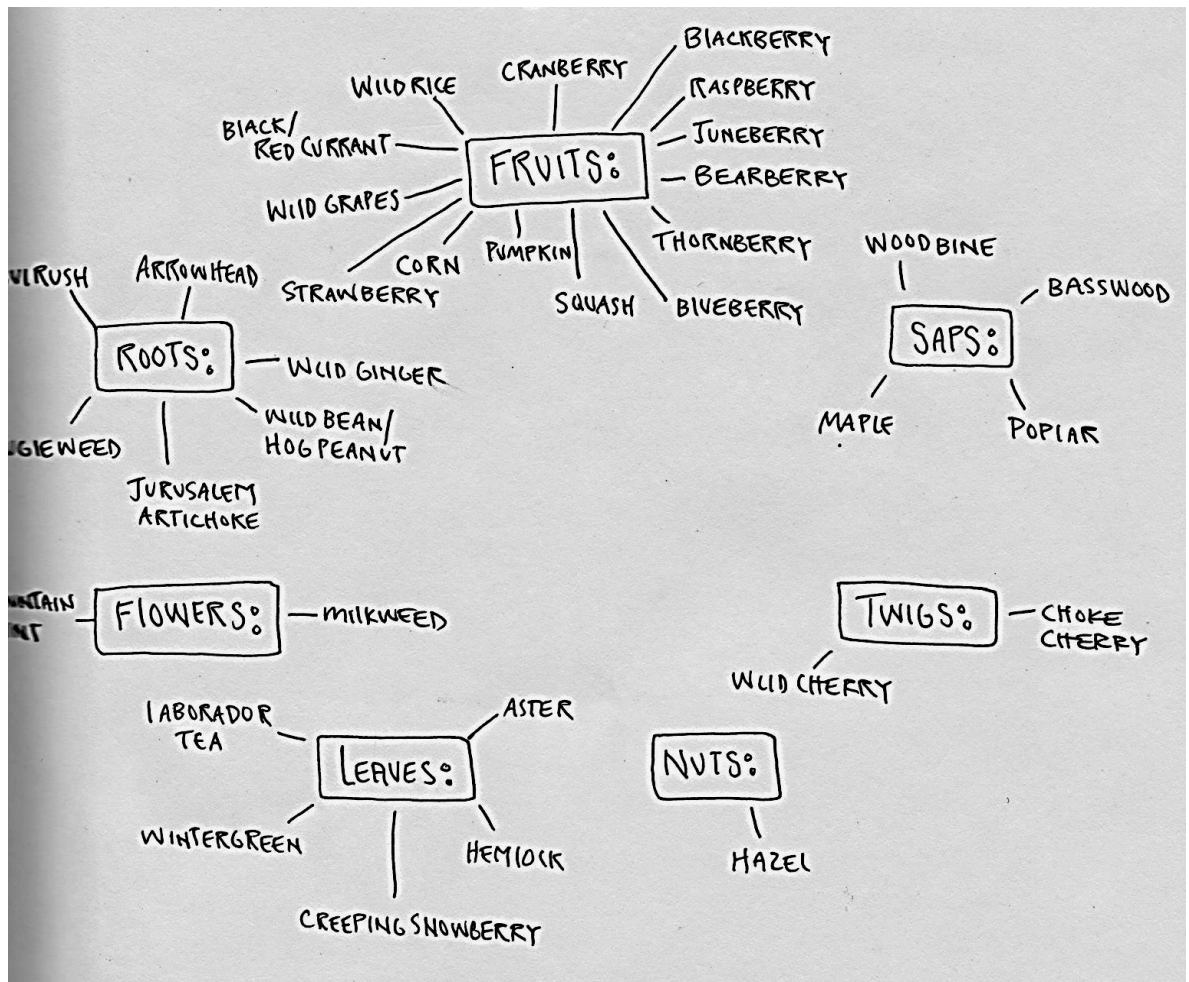 BLACKBERRY
CRANBERRY
WILD RICE
RASPBERRY
BLACK/
RED CURRANT
JUNEBERRY
FRUITS:
BEARBERRY
WILD GRAPES
THORNBERRY
PUMPKIN
CORN
STRAWBERRY
SQUASH
BLUEBERRY
WOODBINE
BASSWOOD
SAPS:
MAPLE
POPLAR
ARROWHEAD
ROOTS:
WILD GINGER
WILD BEAN/
HOG PEANUT
JURUSALEM
ARTICHOKE
FLOWERS:
MILKWEED
TWIGS:
CHOKE
CHERRY
WILD CHERRY
LABORADOR
TEA
ASTER
LEAVES:
WINTERGREEN
HEMLOCK
CREEPING SNOWBERRY
NUTS:
HAZEL